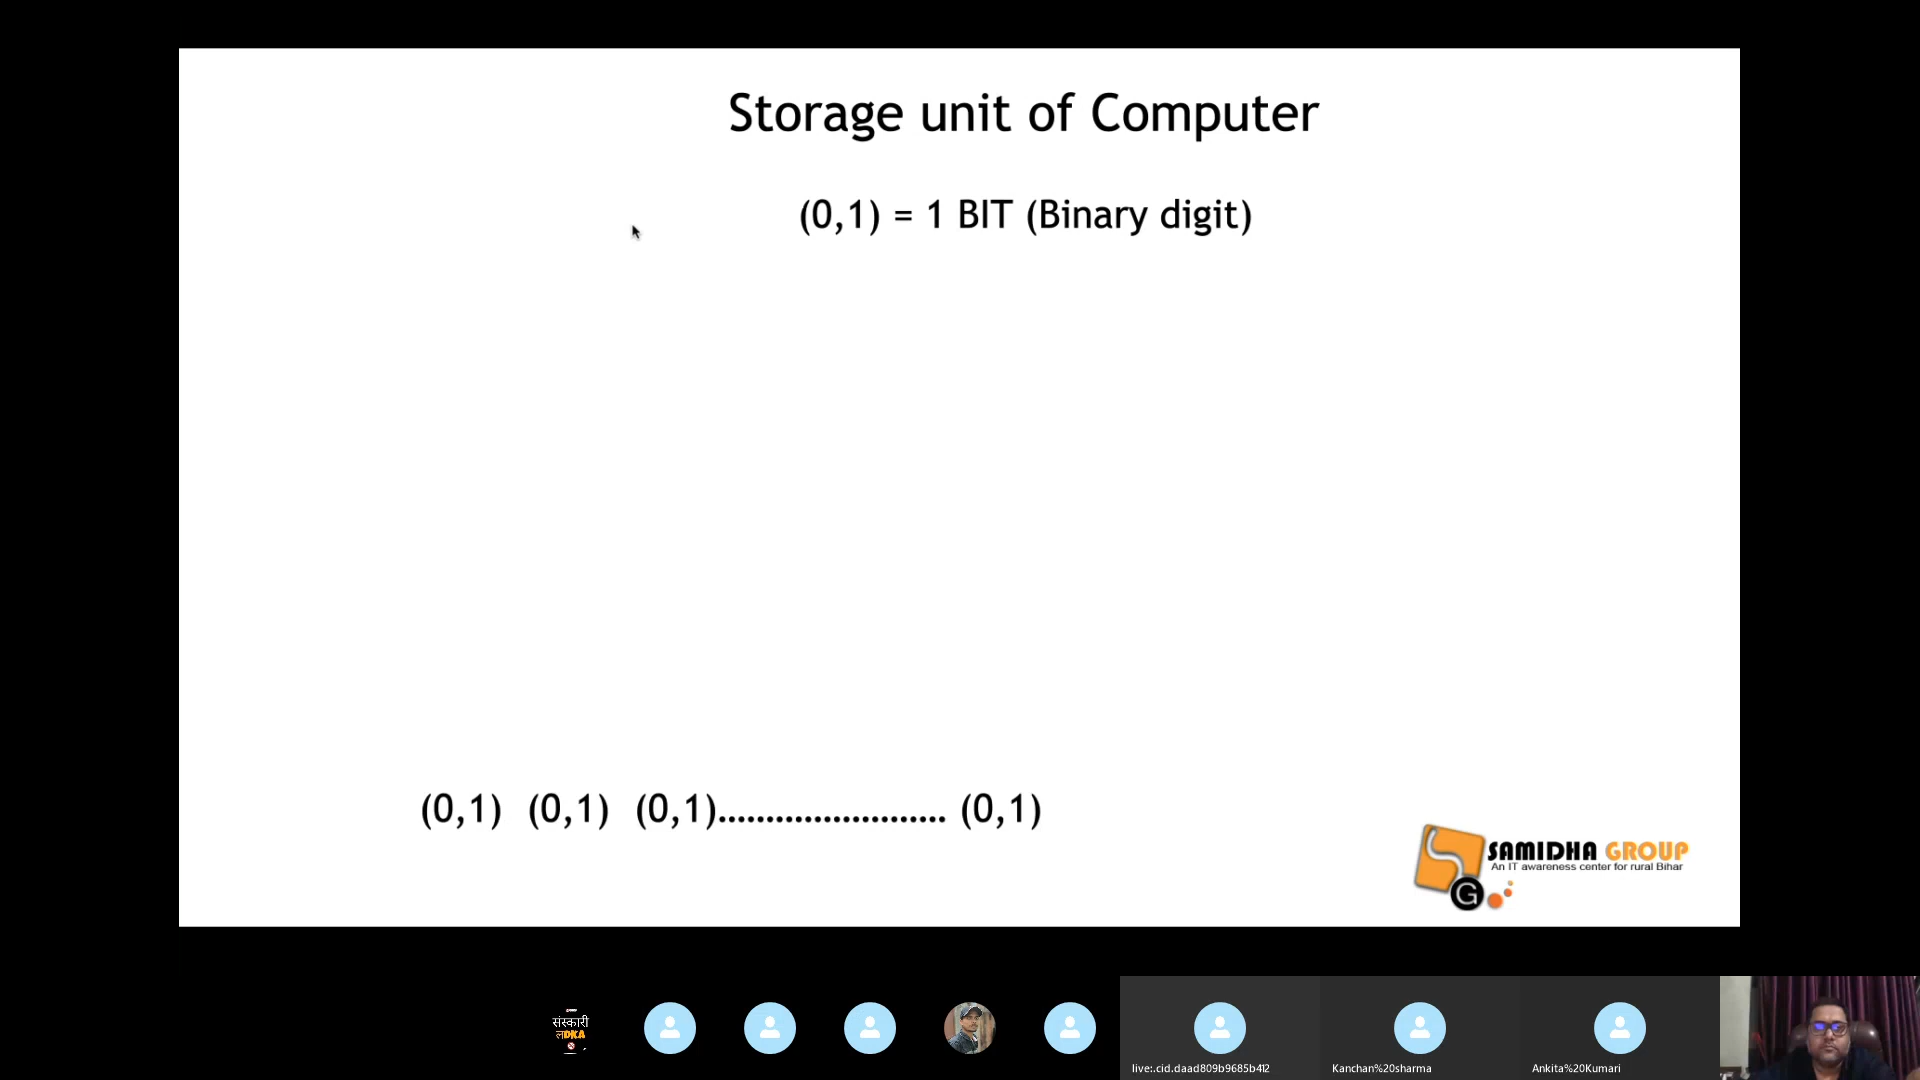 Storage unit of Computer
(0,1) = 1 BIT (Binary digit)
(0,1) (0,1) (0,1)........................ (0,1)
SAMIDHA GROUP
An IT awareness center for rural Bihar
G
संस्कारी
लDKA
live:.cid.daad809b9685b412
Kanchan%20sharma
Ankita%20Kumari